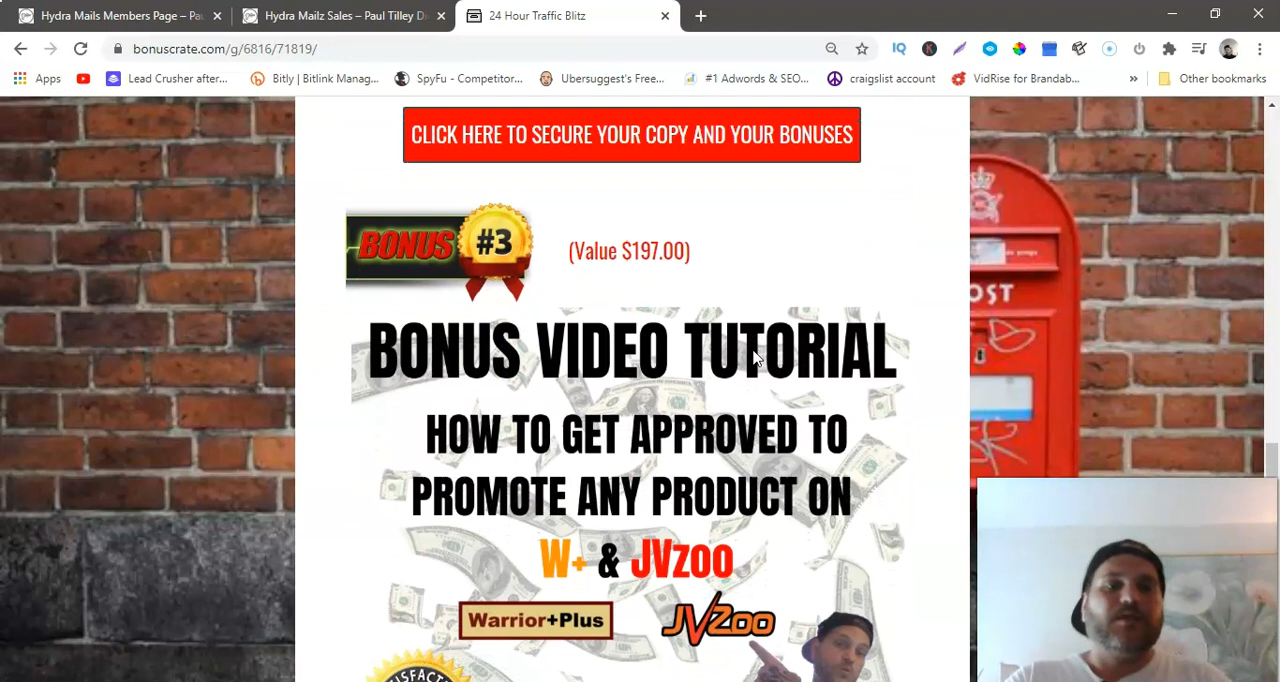 Hydra Mails Members Page – Pau
Hydra Mailz Sales – Paul Tilley Di
24 Hour Traffic Blitz
bonuscrate.com/g/6816/71819/
Apps
Lead Crusher after...
Bitly | Bitlink Manag...
SpyFu - Competitor...
Ubersuggest's Free...
#1 Adwords & SEO...
craigslist account
VidRise for Brandab...
Other bookmarks
CLICK HERE TO SECURE YOUR COPY AND YOUR BONUSES
BONUS #3
(Value $197.00)
BONUS VIDEO TUTORIAL
HOW TO GET APPROVED TO
PROMOTE ANY PRODUCT ON
W+ & JVZOO
Warrior+Plus
JVZoo
OST